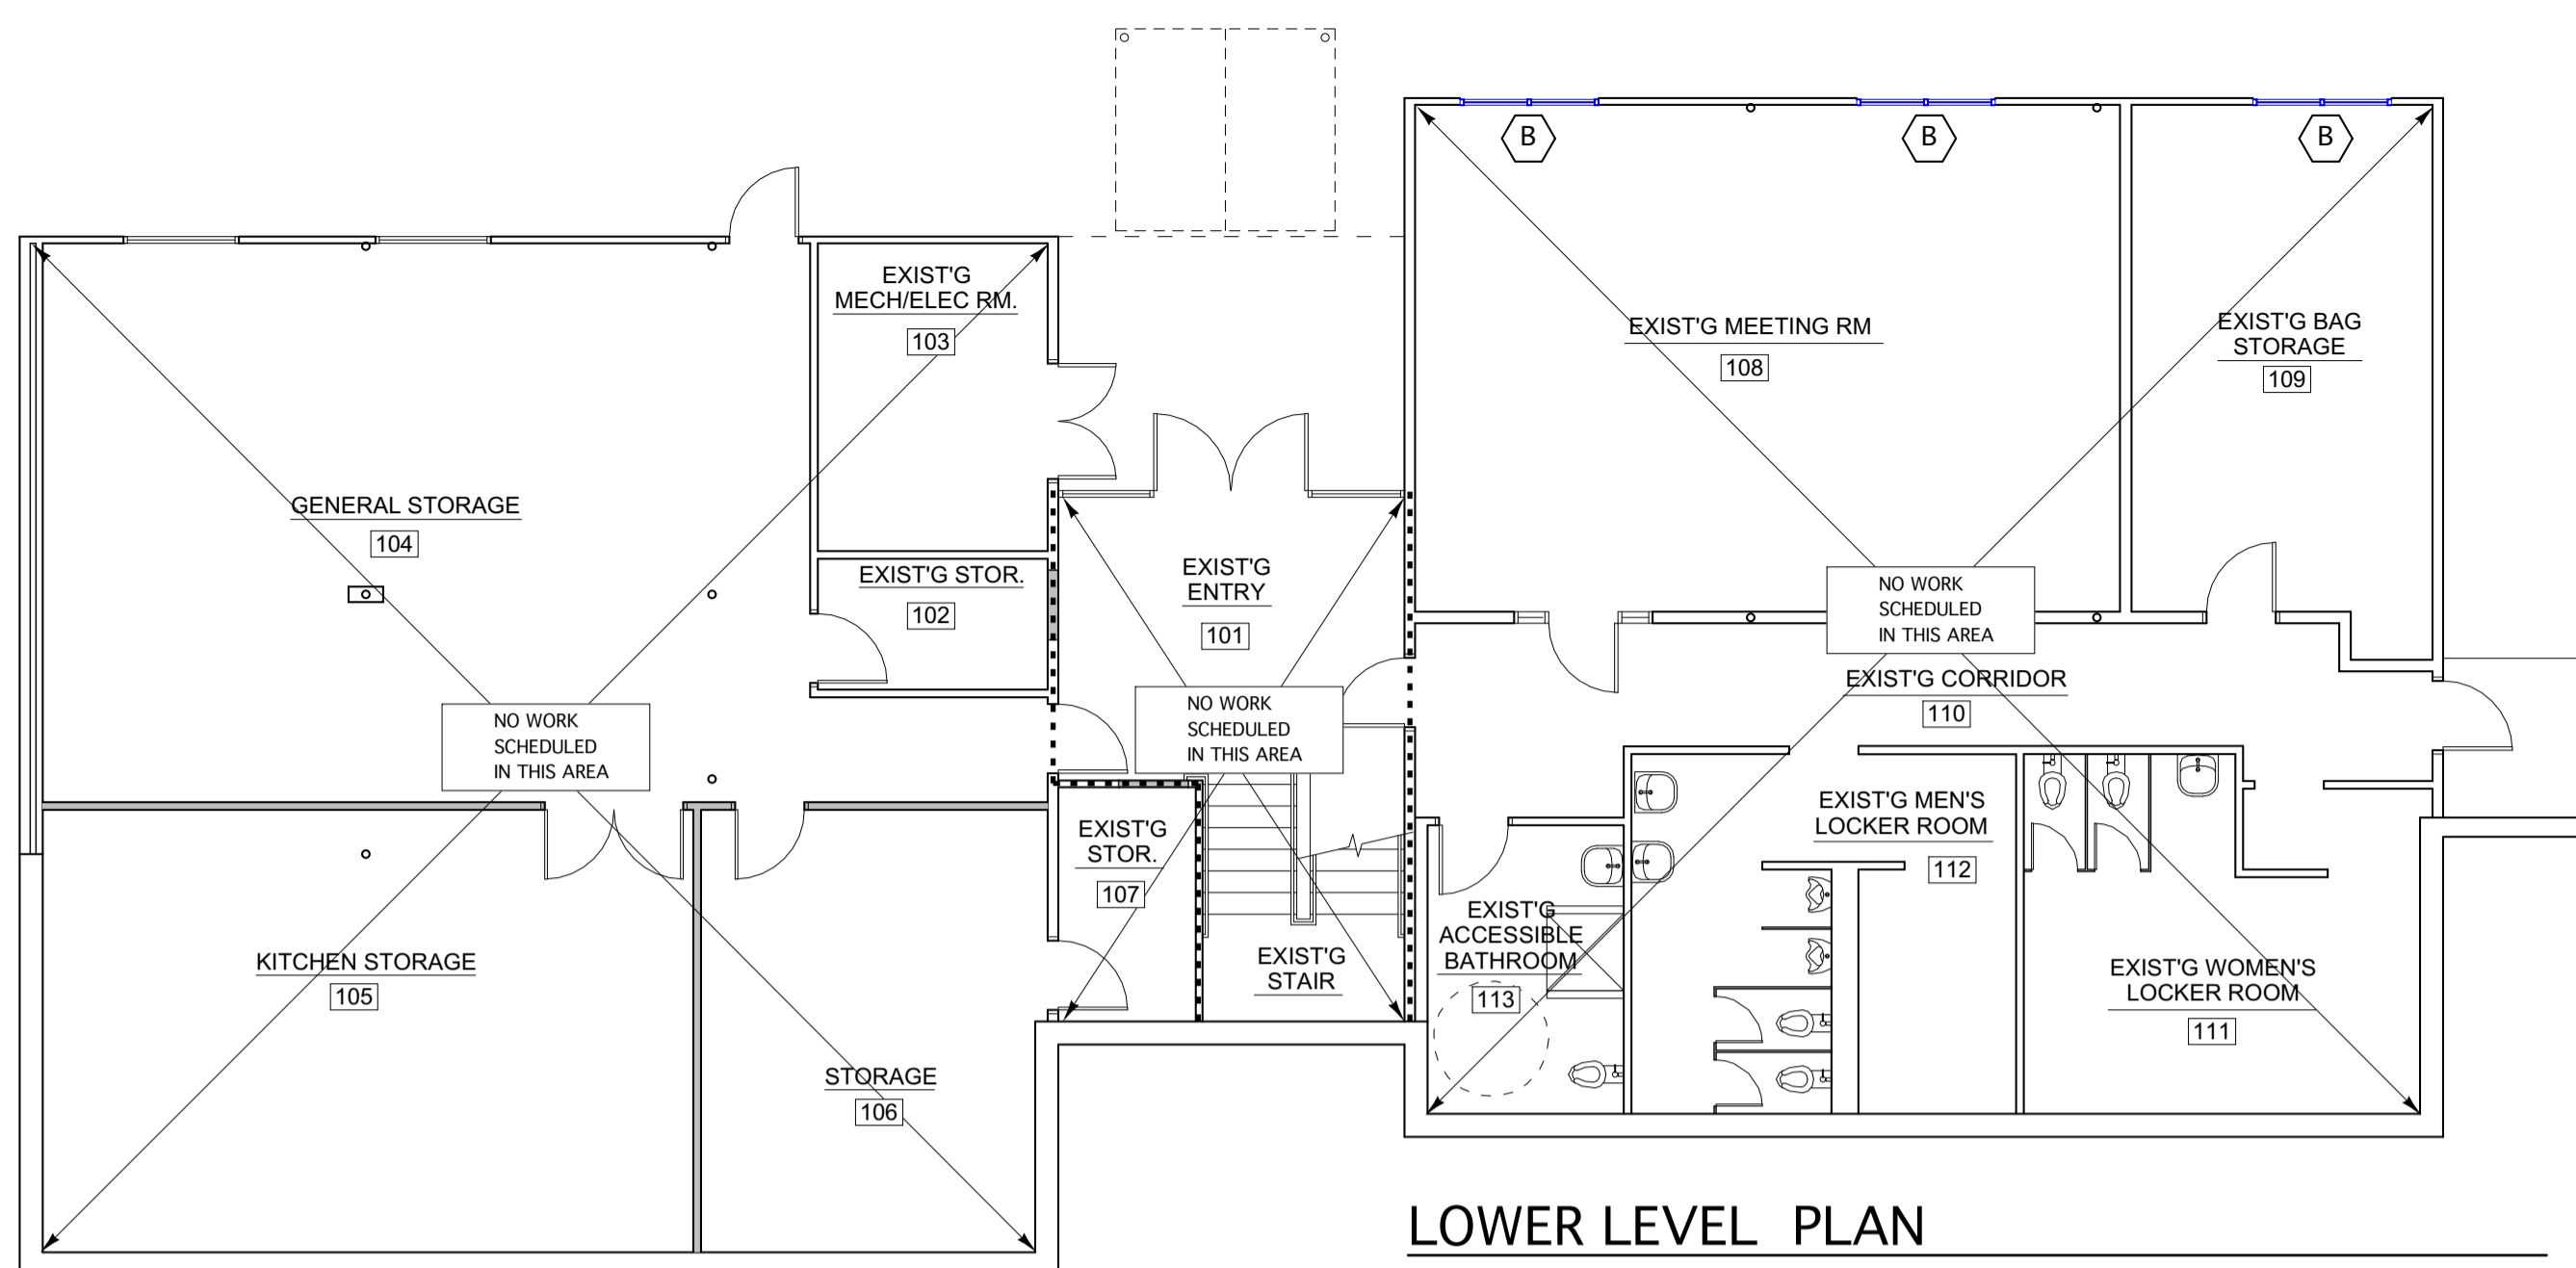 B
B
B
EXIST'G
MECH/ELEC RM.
103
EXIST'G MEETING RM
108
EXIST'G BAG
STORAGE
109
GENERAL STORAGE
104
EXIST'G STOR.
102
EXIST'G
ENTRY
101
NO WORK
SCHEDULED
IN THIS AREA
EXIST'G CORRIDOR
110
NO WORK
SCHEDULED
IN THIS AREA
NO WORK
SCHEDULED
IN THIS AREA
EXIST'G
STOR.
107
EXIST'G MEN'S
LOCKER ROOM
112
KITCHEN STORAGE
105
EXIST'G
STAIR
EXIST'G
ACCESSIBLE
BATHROOM
113
EXIST'G WOMEN'S
LOCKER ROOM
111
STORAGE
106
LOWER LEVEL PLAN